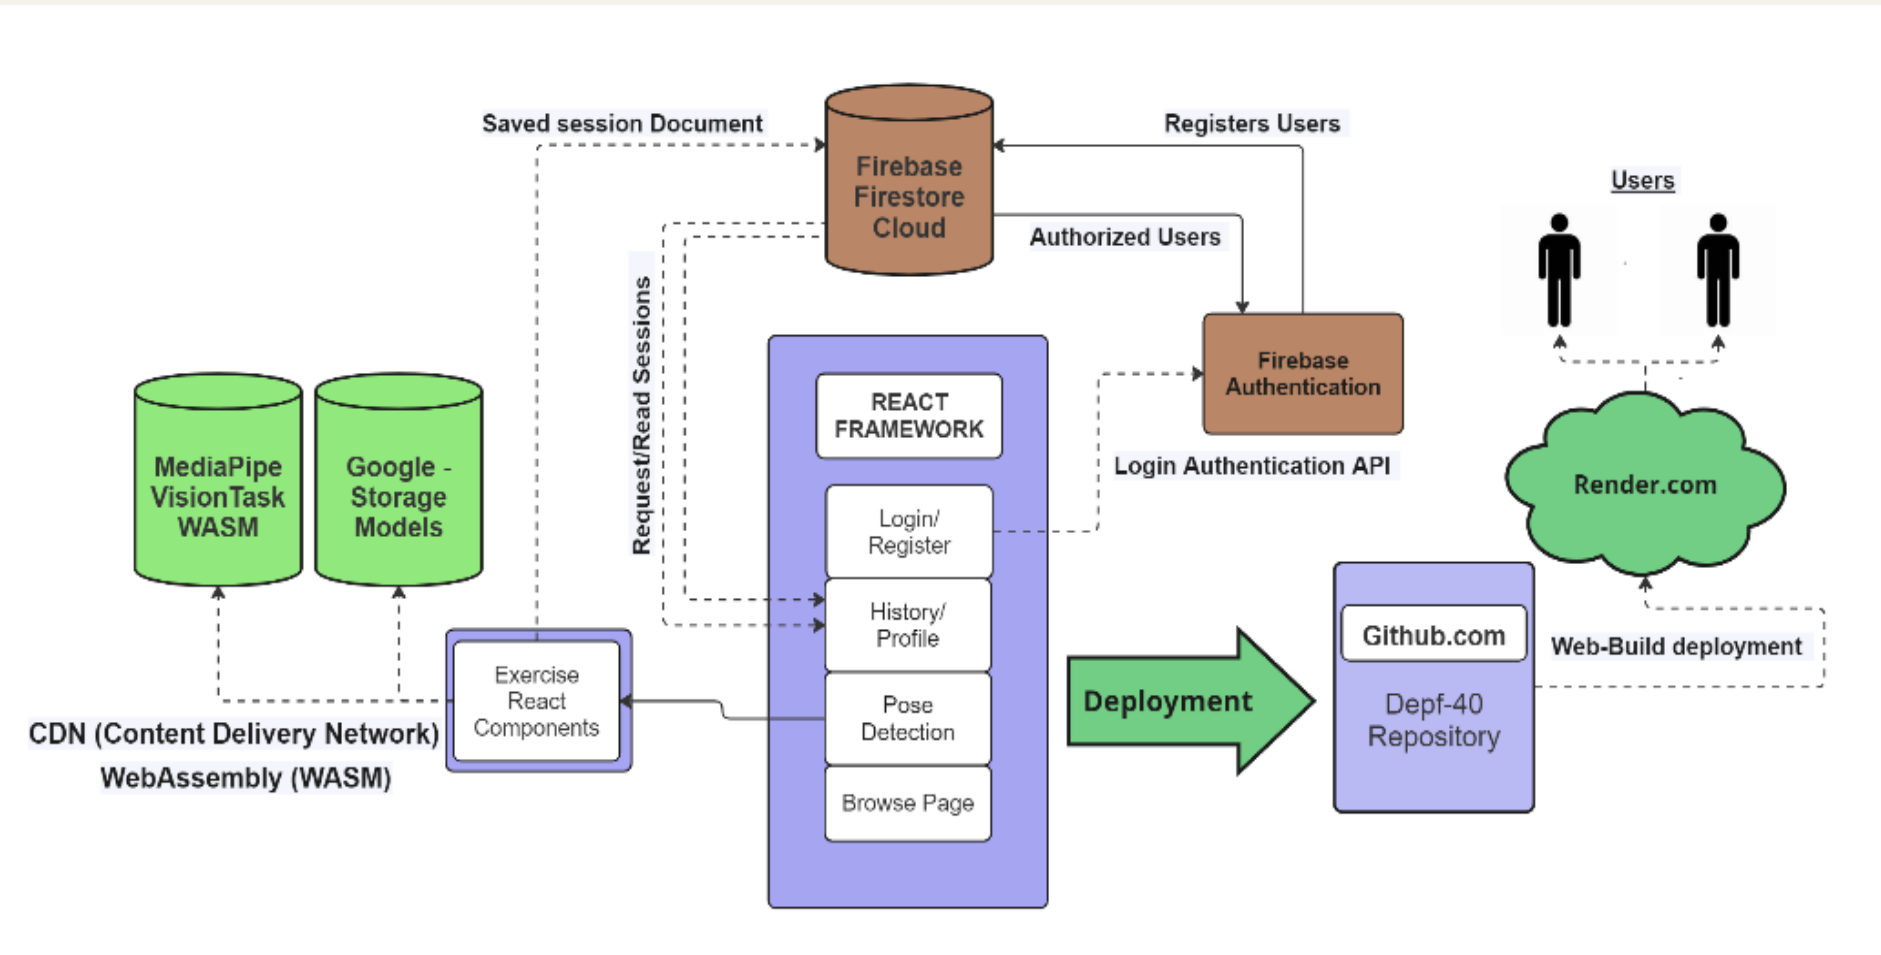 Saved session Document
Firebase
Firestore
Cloud
Registers Users
Authorized Users
Users
Request/Read Sessions
REACT
FRAMEWORK
Firebase
Authentication
Login Authentication API
MediaPipe
VisionTask
WASM
Google -
Storage
Models
Login/
Register
History/
Profile
Pose
Detection
Browse Page
Exercise
React
Components
CDN (Content Delivery Network)
WebAssembly (WASM)
Deployment
Render.com
Github.com
Depf-40
Repository
Web-Build deployment